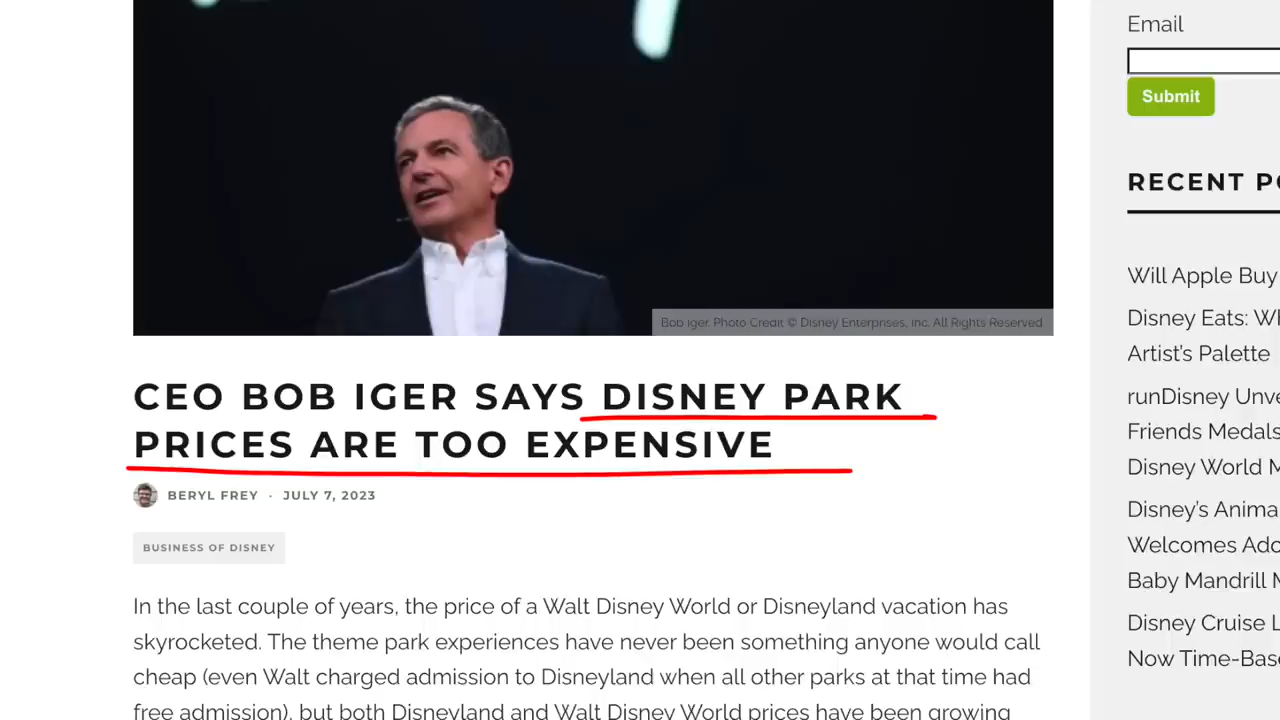 Email
Submit
RECENT PO
Bob Iger. Photo Credit © Disney Enterprises, Inc. All Rights Reserved
Will Apple Buy
Disney Eats: Wh
Artist's Palette
runDisney Unve
Friends Medals
Disney World M
Disney's Anima
Welcomes Ado
Baby Mandrill M
Disney Cruise L
Now Time-Base
CEO BOB IGER SAYS DISNEY PARK
PRICES ARE TOO EXPENSIVE
BERYL FREY · JULY 7, 2023
BUSINESS OF DISNEY
In the last couple of years, the price of a Walt Disney World or Disneyland vacation has
skyrocketed. The theme park experiences have never been something anyone would call
cheap (even Walt charged admission to Disneyland when all other parks at that time had
free admission), but both Disneyland and Walt Disney World prices have been growing